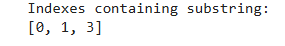 Indexes containing substring:
[0, 1, 3]